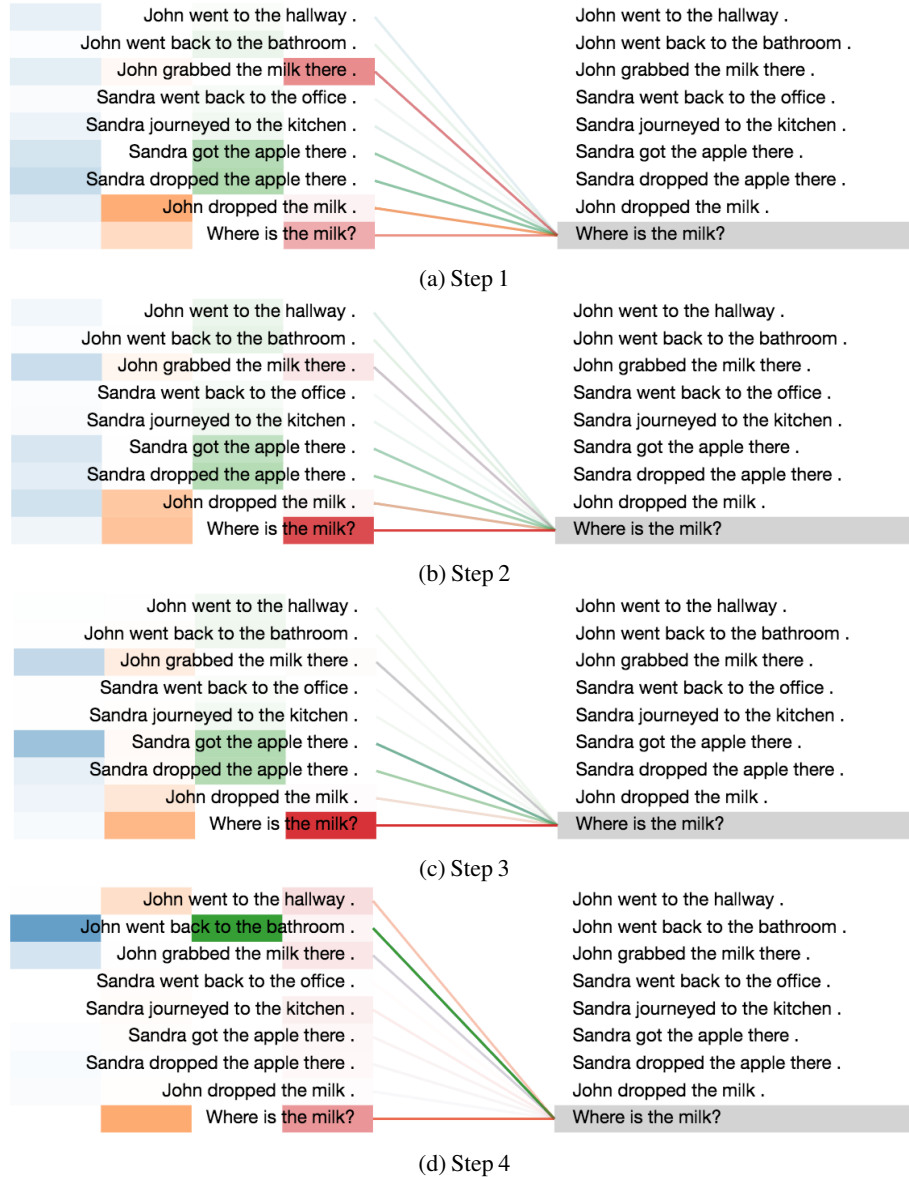 John went to the hallway . John went to the hallway .
John went back to the bathroom . John went back to the bathroom .
John grabbed the milk there . John grabbed the milk there .
Sandra went back to the office . Sandra went back to the office .
Sandra journeyed to the kitchen . Sandra journeyed to the kitchen .
Sandra got the apple there . Sandra got the apple there .
Sandra dropped the apple there . Sandra dropped the apple there .
John dropped the milk . John dropped the milk .
Where is the milk? Where is the milk?
(a) Step 1
John went to the hallway . John went to the hallway .
John went back to the bathroom . John went back to the bathroom .
John grabbed the milk there . John grabbed the milk there .
Sandra went back to the office . Sandra went back to the office .
Sandra journeyed to the kitchen . Sandra journeyed to the kitchen .
Sandra got the apple there . Sandra got the apple there .
Sandra dropped the apple there . Sandra dropped the apple there .
John dropped the milk . John dropped the milk .
Where is the milk? Where is the milk?
(b) Step 2
John went to the hallway . John went to the hallway .
John went back to the bathroom . John went back to the bathroom .
John grabbed the milk there . John grabbed the milk there .
Sandra went back to the office . Sandra went back to the office .
Sandra journeyed to the kitchen . Sandra journeyed to the kitchen .
Sandra got the apple there . Sandra got the apple there .
Sandra dropped the apple there . Sandra dropped the apple there .
John dropped the milk . John dropped the milk .
Where is the milk? Where is the milk?
(c) Step 3
John went to the hallway . John went to the hallway .
John went back to the bathroom . John went back to the bathroom .
John grabbed the milk there . John grabbed the milk there .
Sandra went back to the office . Sandra went back to the office .
Sandra journeyed to the kitchen . Sandra journeyed to the kitchen .
Sandra got the apple there . Sandra got the apple there .
Sandra dropped the apple there . Sandra dropped the apple there .
John dropped the milk . John dropped the milk .
Where is the milk? Where is the milk?
(d) Step 4